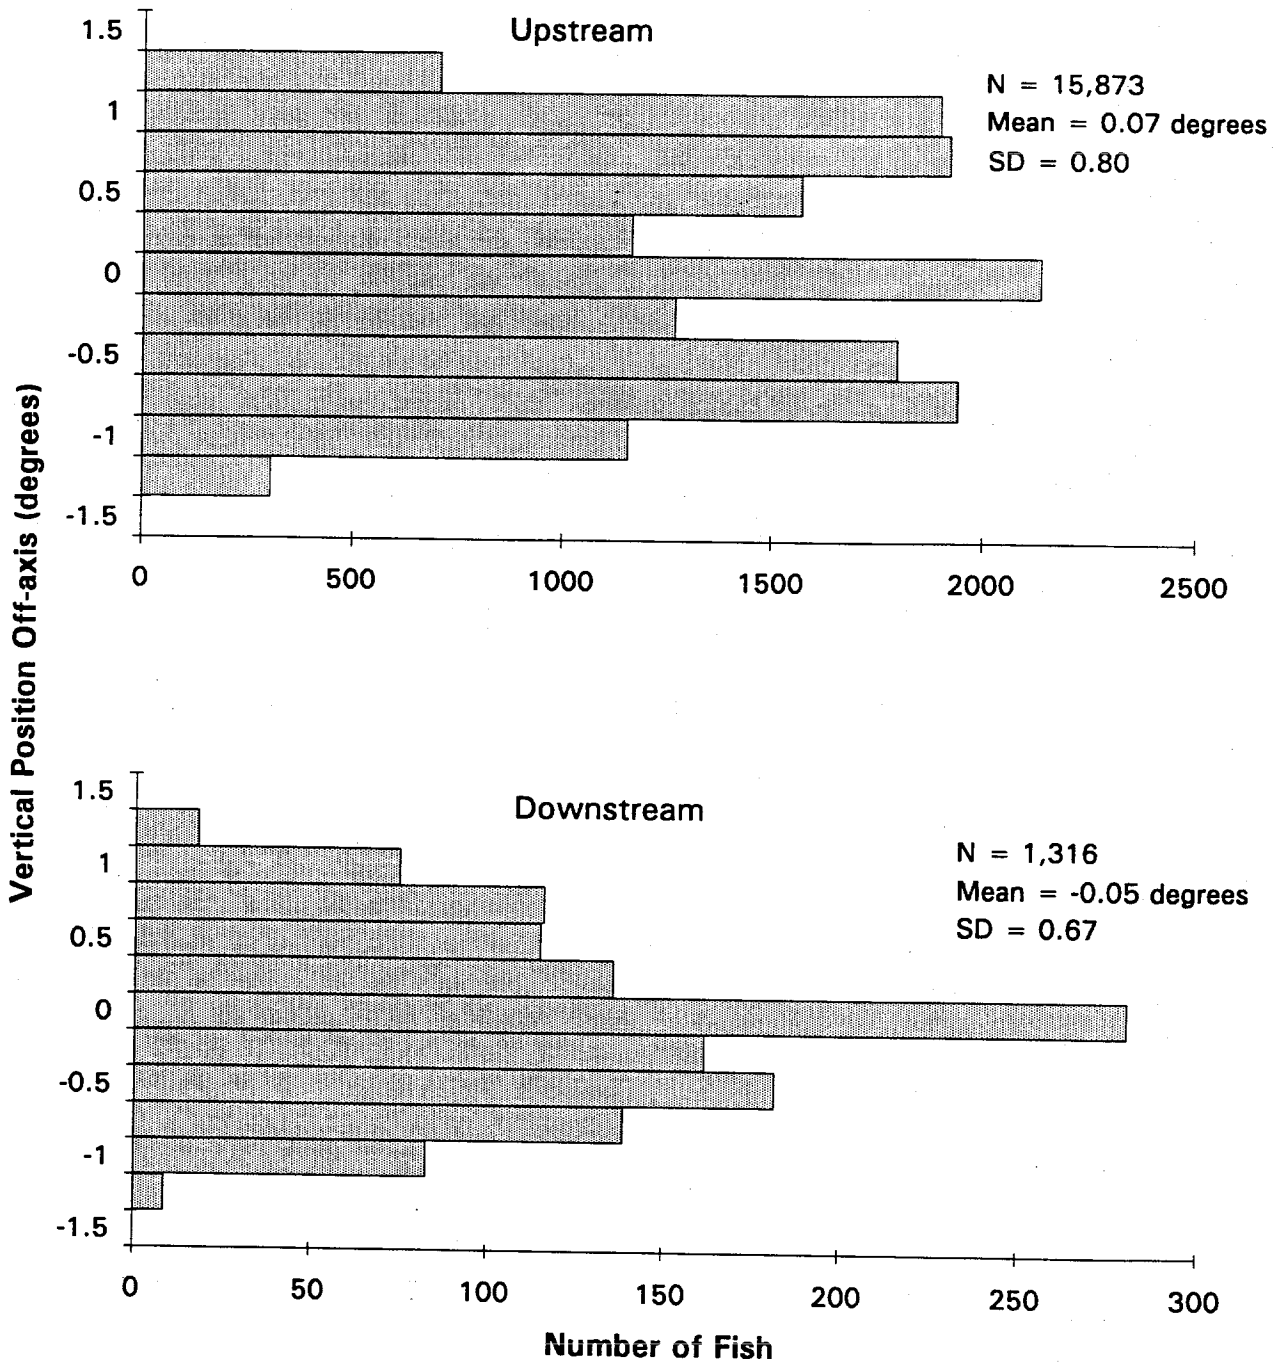 Upstream
N = 15,873
Mean = 0.07 degrees
SD = 0.80
1.5
1
0.5
0
-0.5
-1
-1.5
0 500 1000 1500 2000 2500
Vertical Position Off-axis (degrees)
Downstream
N = 1,316
Mean = -0.05 degrees
SD = 0.67
1.5
1
0.5
0
-0.5
-1
-1.5
0 50 100 150 200 250 300
Number of Fish